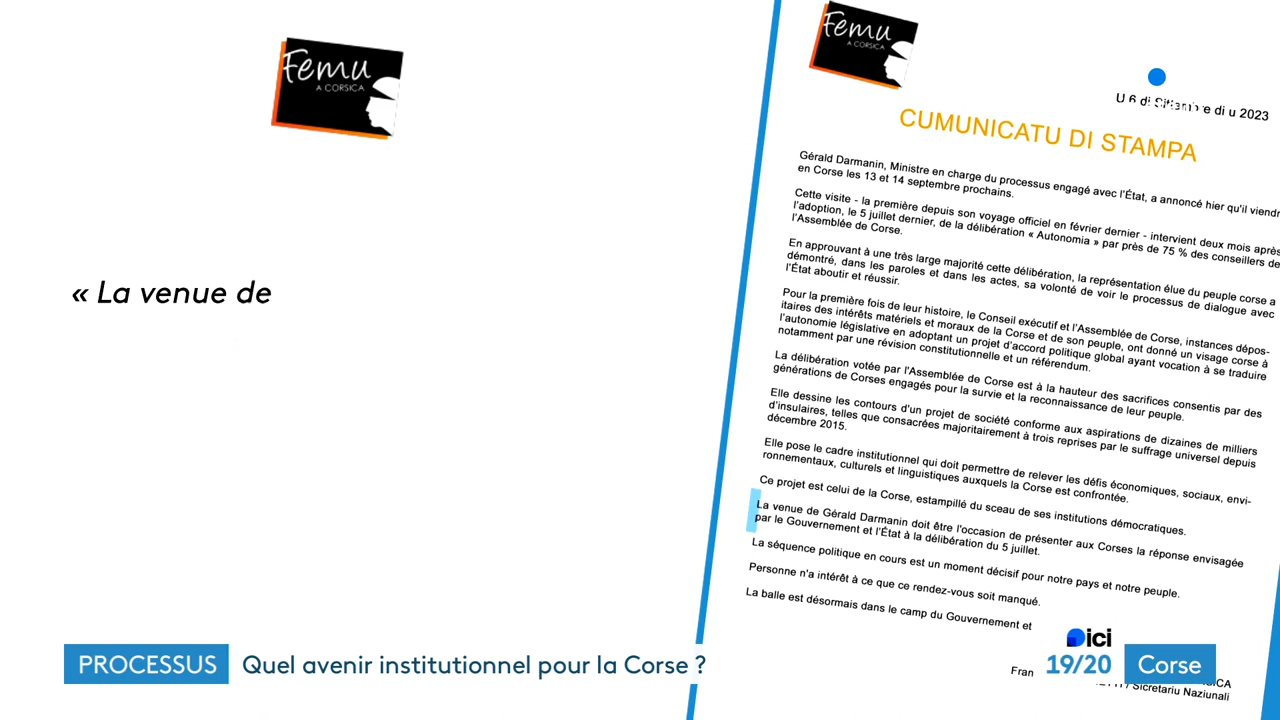 Femu
A CORSICA
« La venue de
Femu
A CORSICA
U 6 di di u 2023
CUMUNICATU DI STAMPA
Gérald Darmanin, Ministre en charge du processus engagé avec l'État, a annoncé hier qu'il viendr
en Corse les 13 et 14 septembre prochains.
Cette visite - la première depuis son voyage officiel en février dernier - intervient deux mois après
l'adoption, le 5 juillet dernier, de la délibération « Autonomia » par près de 75 % des conseillers de
l'Assemblée de Corse.
En approuvant à une très large majorité cette délibération, la représentation élue du peuple corse a
démontré, dans les paroles et dans les actes, sa volonté de voir le processus de dialogue avec
l'État aboutir et réussir.
Pour la première fois de leur histoire, le Conseil exécutif et l'Assemblée de Corse, instances dépos-
itaires des intérêts matériels et moraux de la Corse et de son peuple, ont donné un visage corse à
l'autonomie législative en adoptant un projet d'accord politique global ayant vocation à se traduire
notamment par une révision constitutionnelle et un référendum.
La délibération votée par l'Assemblée de Corse est à la hauteur des sacrifices consentis par des
générations de Corses engagés pour la survie et la reconnaissance de leur peuple.
Elle dessine les contours d'un projet de société conforme aux aspirations de dizaines de milliers
d'insulaires, telles que consacrées majoritairement à trois reprises par le suffrage universel depuis
décembre 2015.
Elle pose le cadre institutionnel qui doit permettre de relever les défis économiques, sociaux, envi-
ronnementaux, culturels et linguistiques auxquels la Corse est confrontée.
Ce projet est celui de la Corse, estampillé du sceau de ses institutions démocratiques.
La venue de Gérald Darmanin doit être l'occasion de présenter aux Corses la réponse envisagée
par le Gouvernement et l'État à la délibération du 5 juillet.
La séquence politique en cours est un moment décisif pour notre pays et notre peuple.
Personne n'a intérêt à ce que ce rendez-vous soit manqué.
La balle est désormais dans le camp du Gouvernement et
Fran
/ Sicretariu Naziunali
PROCESSUS
Quel avenir institutionnel pour la Corse ?
ici
19/20
Corse